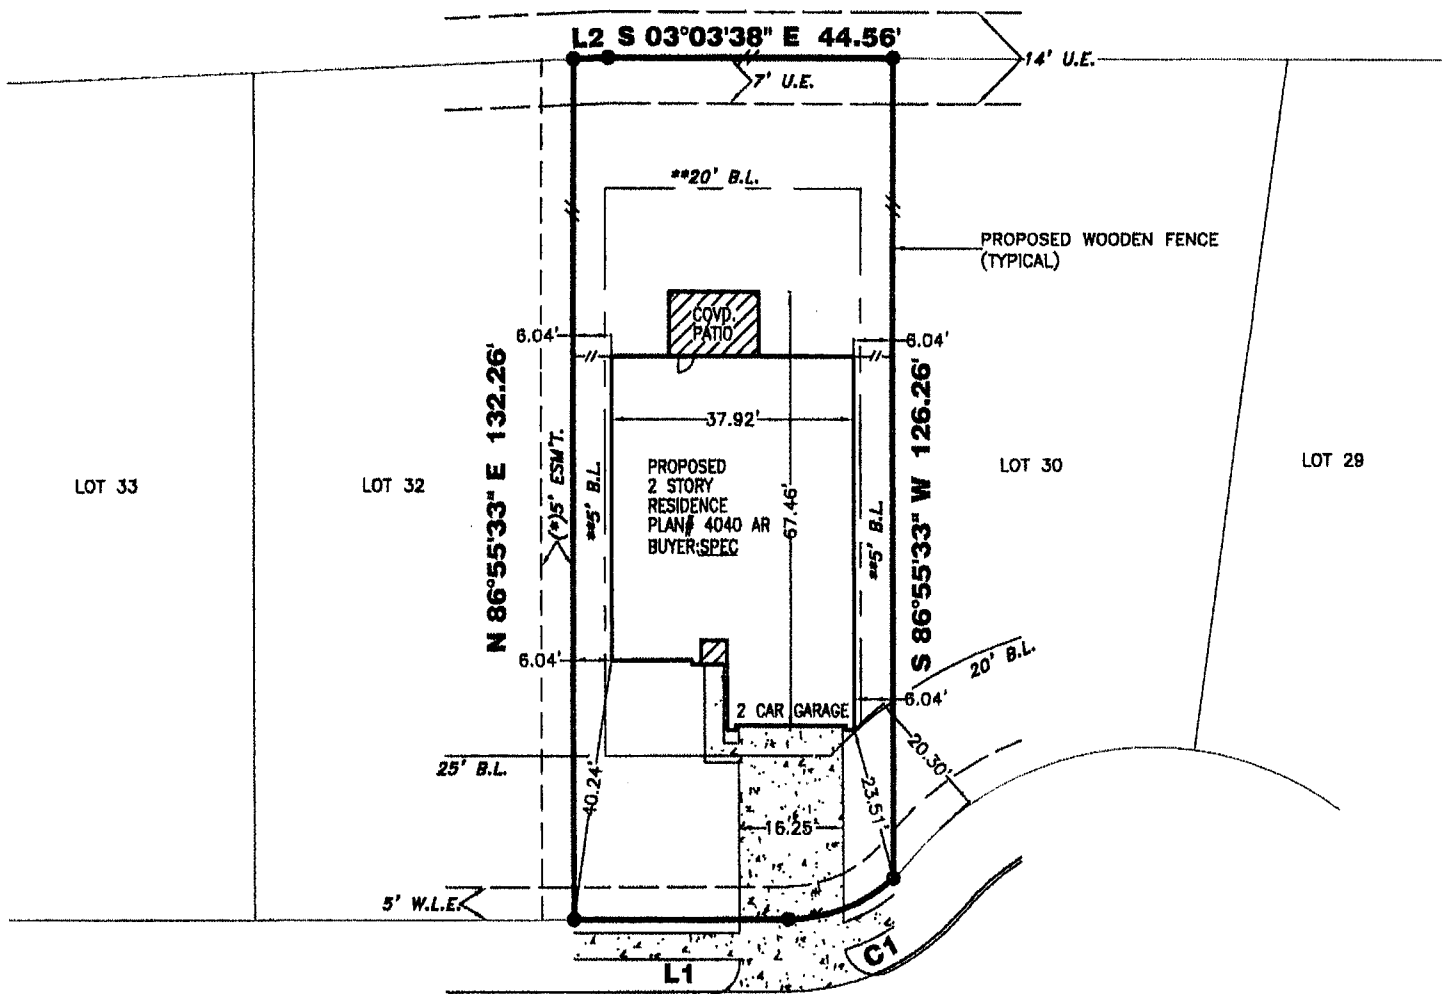 L2 S 03°03'38" E 44.56'
14' U.E.
7' U.E.
**20' B.L.
PROPOSED WOODEN FENCE
(TYPICAL)
COVD.
PATIO
6.04'
6.04'
N 86°55'33" E 132.26'
S 86°55'33" W 126.26'
37.92'
(*)5' ESM'T.
**5' B.L.
PROPOSED
2 STORY
RESIDENCE
PLAN# 4040 AR
BUYER:SPEC
67.46'
**5' B.L.
LOT 33
LOT 32
LOT 30
LOT 29
6.04'
20' B.L.
6.04'
2 CAR GARAGE
25' B.L.
40.24'
20.30'
23.51'
16.25'
5' W.L.E.
L1
C1